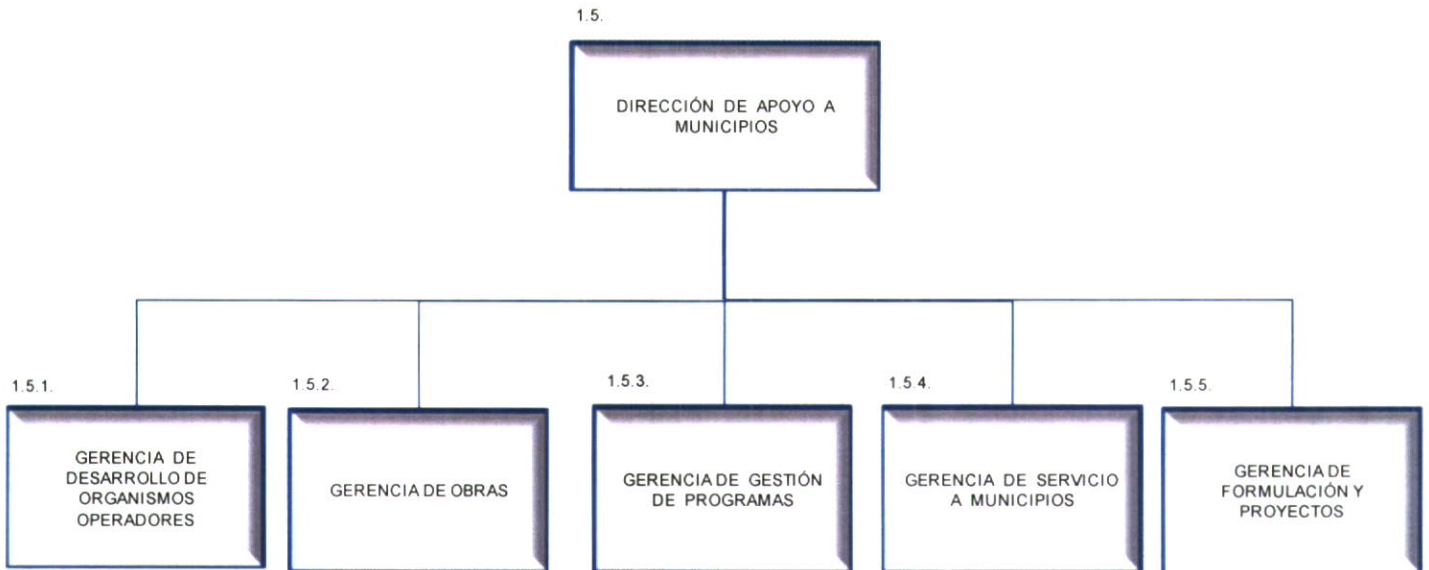 1.5.
DIRECCIÓN DE APOYO A
MUNICIPIOS
1.5.1.
GERENCIA DE
DESARROLLO DE
ORGANISMOS
OPERADORES
1.5.2.
GERENCIA DE OBRAS
1.5.3.
GERENCIA DE GESTIÓN
DE PROGRAMAS
1.5.4.
GERENCIA DE SERVICIO
A MUNICIPIOS
1.5.5.
GERENCIA DE
FORMULACIÓN Y
PROYECTOS